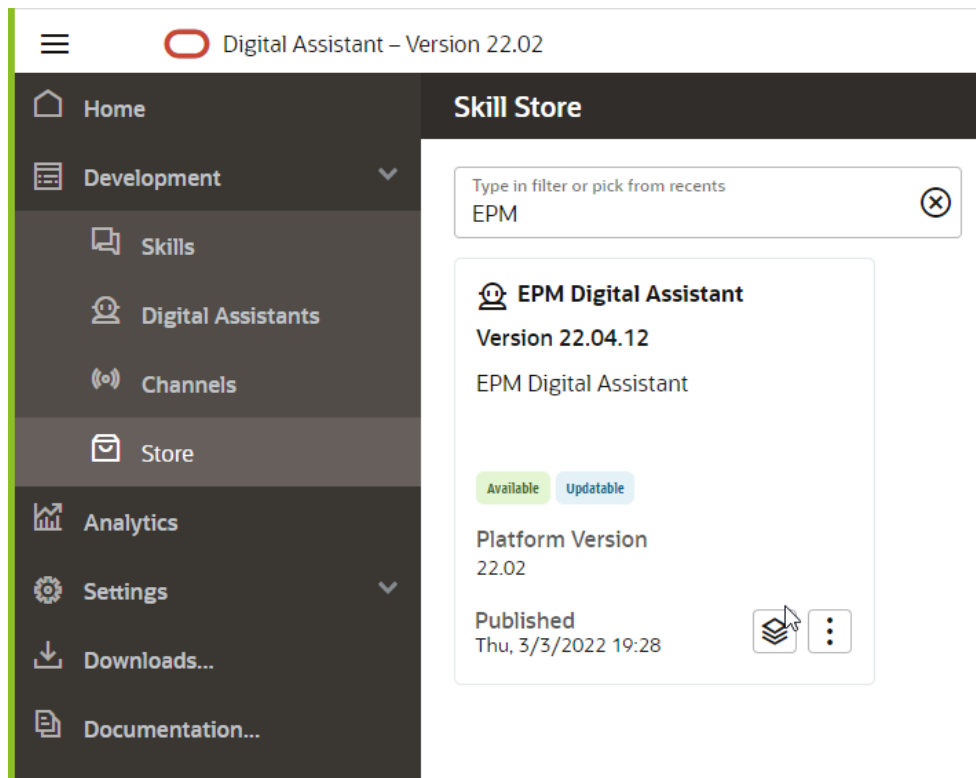 Digital Assistant – Version 22.02
Home
Development
Skills
Digital Assistants
Channels
Store
Analytics
Settings
Downloads...
Documentation...
Skill Store
Type in filter or pick from recents
EPM
EPM Digital Assistant
Version 22.04.12
EPM Digital Assistant
Available Updatable
Platform Version
22.02
Published
Thu, 3/3/2022 19:28